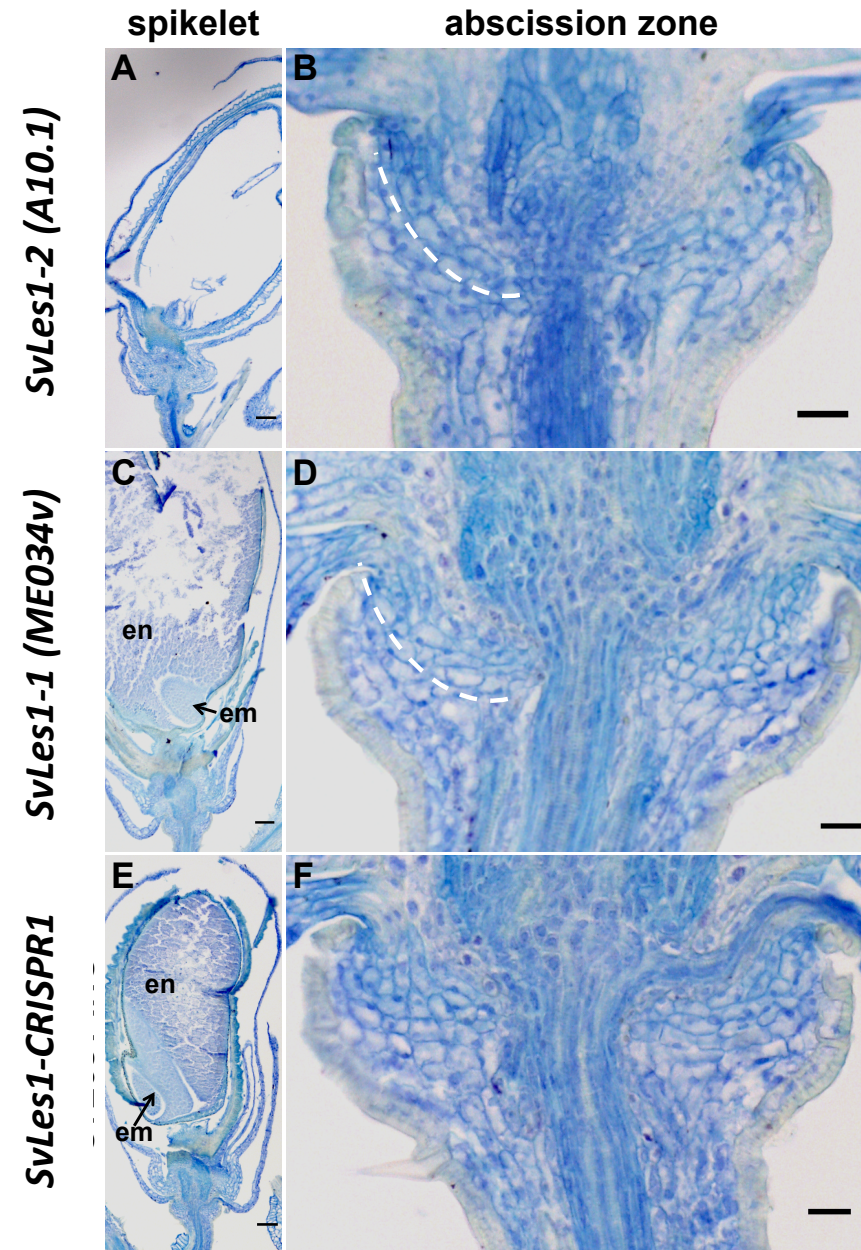 spikelet
abscission zone
SvLes1-2 (A10.1)
A
B
SvLes1-1 (ME034v)
C
en
em
D
SvLes1-CRISPR1
E
en
em
F